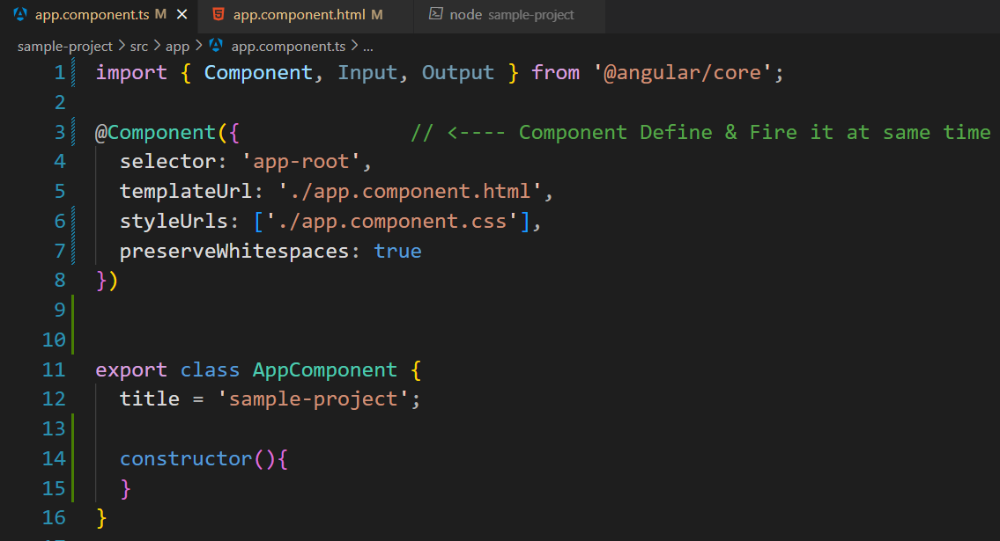 app.component.ts M × app.component.html M node sample-project
sample-project > src > app > app.component.ts > ...
1 import { Component, Input, Output } from '@angular/core';
2
3 @Component({ // <---- Component Define & Fire it at same time
4 selector: 'app-root',
5 templateUrl: './app.component.html',
6 styleUrls: ['./app.component.css'],
7 preserveWhitespaces: true
8 })
9
10
11 export class AppComponent {
12 title = 'sample-project';
13
14 constructor(){
15 }
16 }